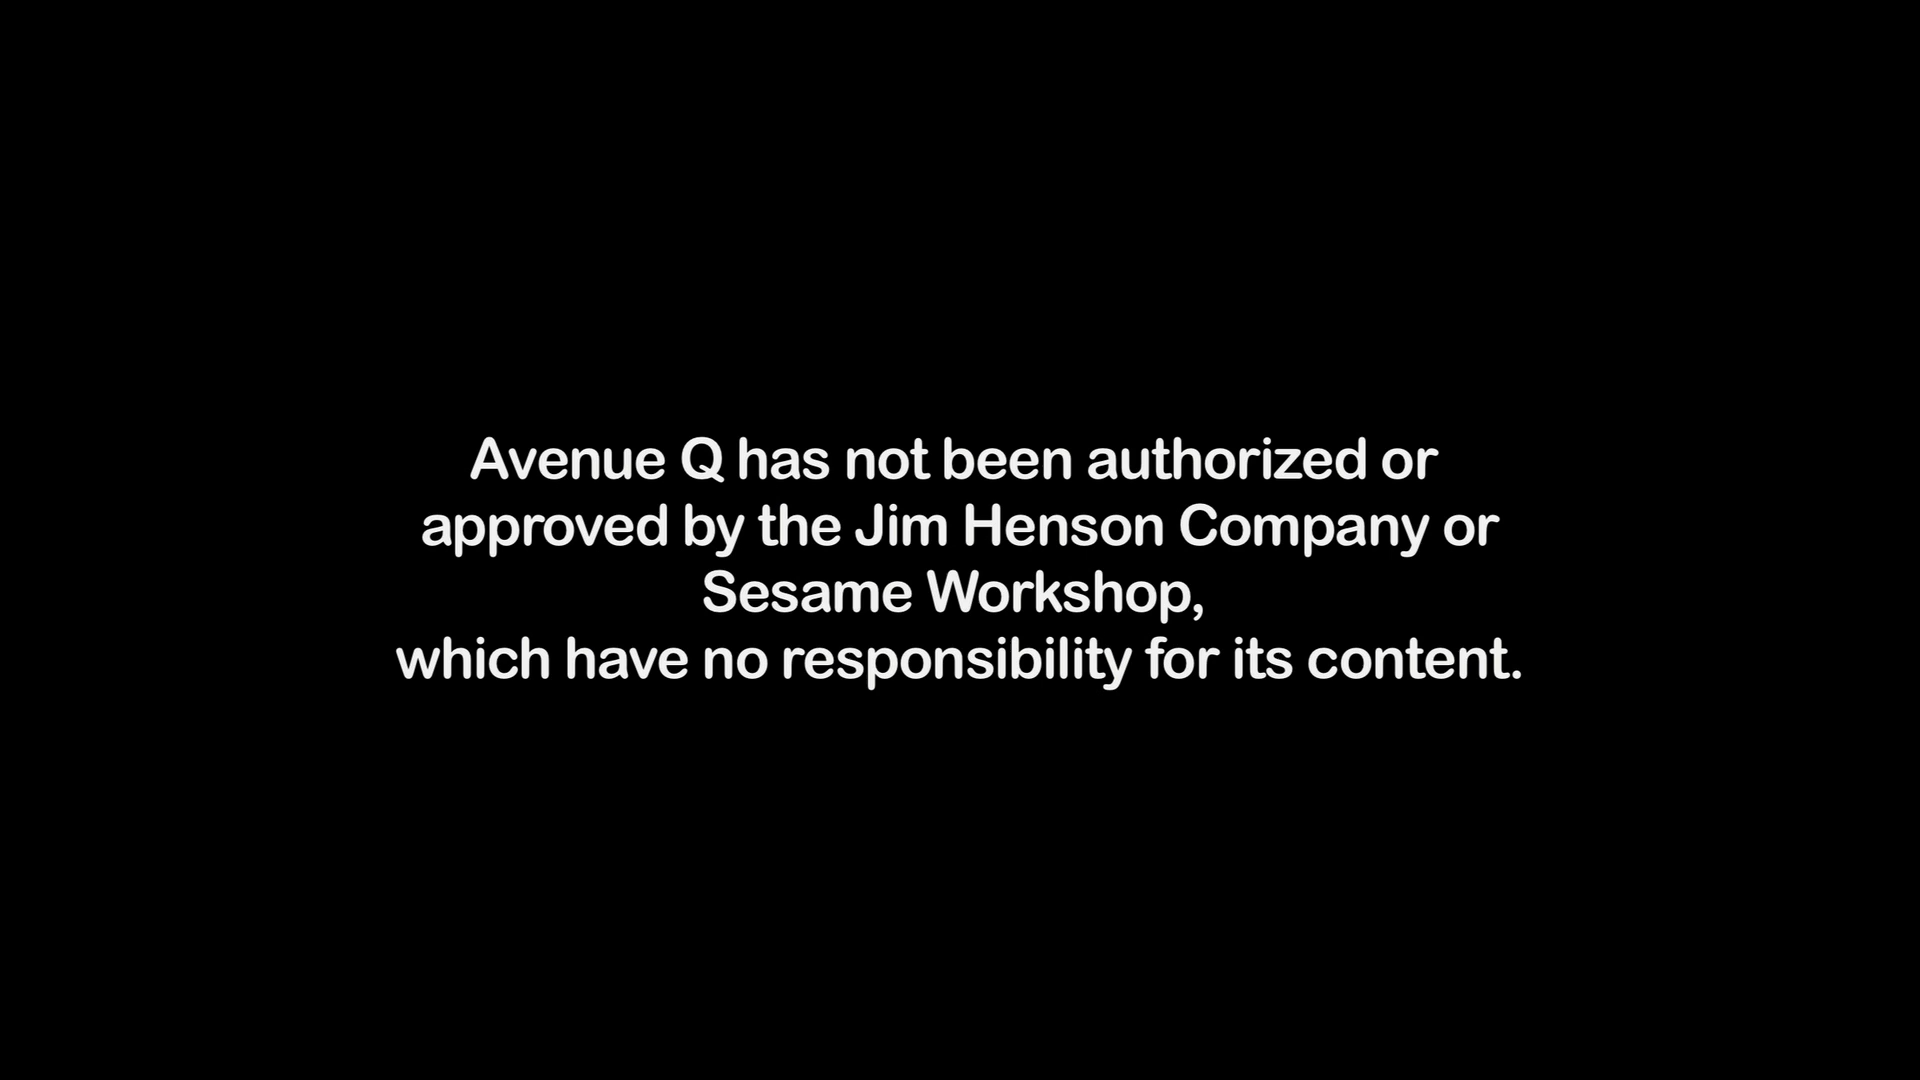 Avenue Q has not been authorized or
approved by the Jim Henson Company or
Sesame Workshop,
which have no responsibility for its content.